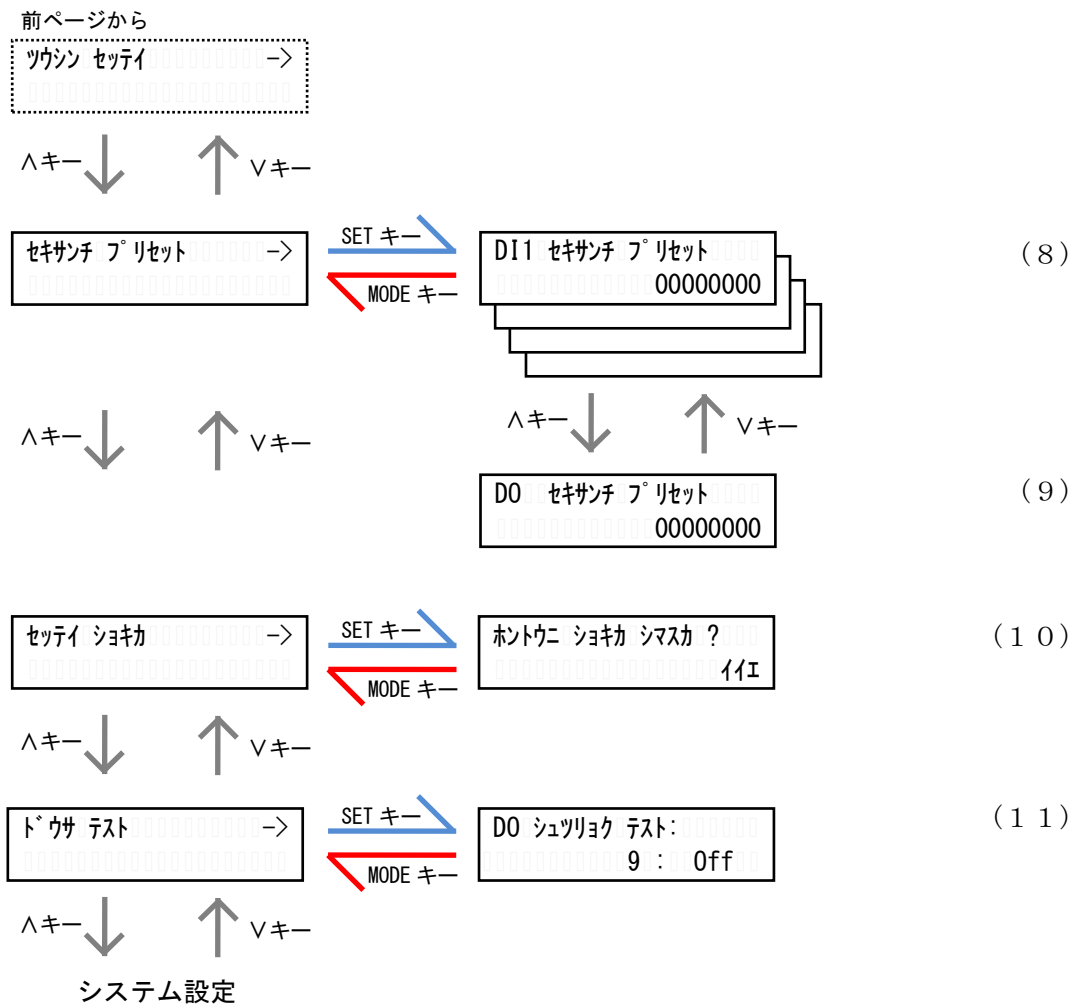 前ページから
ﾂｳｼﾝ ｾｯﾃｲ ->
∧キー ∨キー
ｾｷｻﾝﾁ ﾌﾟﾘｾｯﾄ ->
SET キー
MODE キー
DI1 ｾｷｻﾝﾁ ﾌﾟﾘｾｯﾄ
00000000
(8)
∧キー ∨キー
∧キー ∨キー
DO ｾｷｻﾝﾁ ﾌﾟﾘｾｯﾄ
00000000
(9)
ｾｯﾃｲ ｼｮｷｶ ->
SET キー
MODE キー
ﾎﾝﾄｳﾆ ｼｮｷｶ ｼﾏｽｶ ?
ｲｲｴ
(10)
∧キー ∨キー
ﾄﾞｳｻ ﾃｽﾄ ->
SET キー
MODE キー
DO ｼｭﾂﾘｮｸ ﾃｽﾄ:
9 : Off
(11)
∧キー ∨キー
システム設定